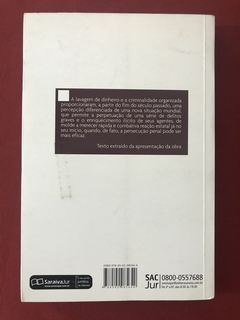 A lavagem de dinheiro e a criminalidade organizada
proporcionaram, a partir do fim do século passado, uma
percepção diferenciada de uma nova situação mundial,
que permite a perpetuação de uma série de delitos
graves e o enriquecimento ilícito de seus agentes, de
molde a merecer rápida e combativa reação estatal já no
seu início, quando, de fato, a persecução penal pode ser
mais eficaz.
Texto extraído da apresentação da obra
SaraivaJur
SAC
Jur
0800-0557688